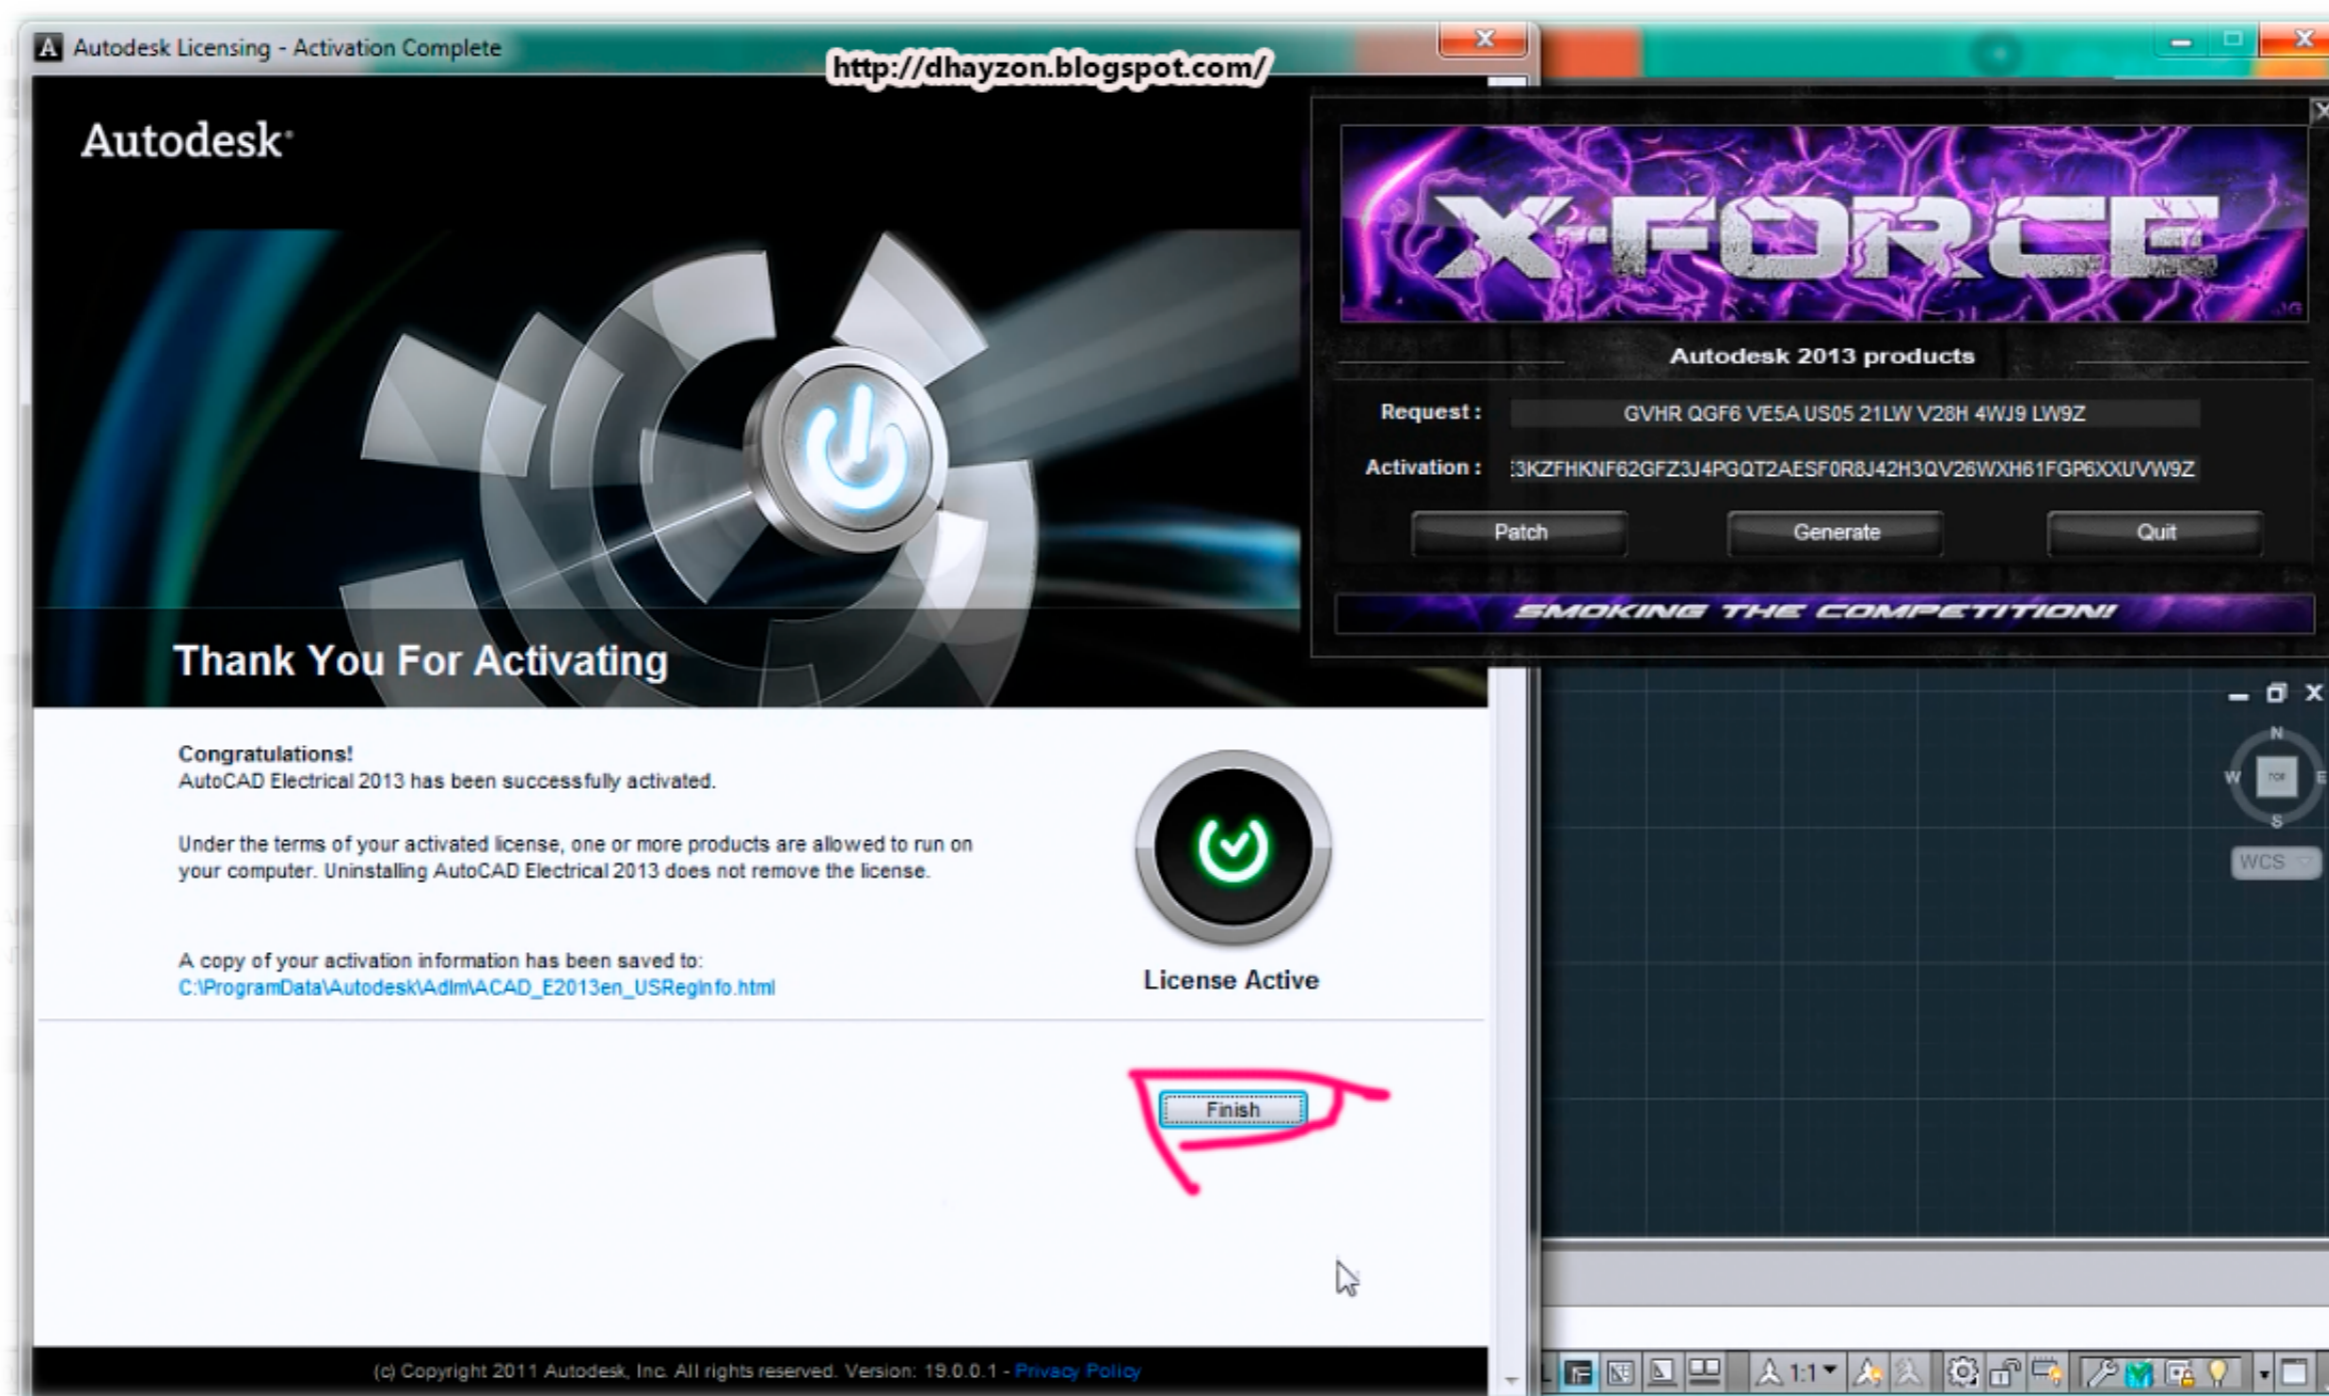 Autodesk Licensing - Activation Complete
http://dhayzon.blogspot.com/
Autodesk
X-FORCE
Autodesk 2013 products
Request : GVHR QGF6 VE5A US05 21LW V28H 4WJ9 LW9Z
Activation : 3KZFHKNF62GFZ3J4PGQT2AESF0R8J42H3QV26WXH61FGP6XXUVW9Z
Patch Generate Quit
SMOKING THE COMPETITION!
Thank You For Activating
Congratulations!
AutoCAD Electrical 2013 has been successfully activated.
Under the terms of your activated license, one or more products are allowed to run on
your computer. Uninstalling AutoCAD Electrical 2013 does not remove the license.
A copy of your activation information has been saved to:
C:\ProgramData\Autodesk\Adlm\ACAD_E2013en_USRegInfo.html
License Active
Finish
N
W TOP E
S
WCS
1:1
(c) Copyright 2011 Autodesk, Inc. All rights reserved. Version: 19.0.0.1 - Privacy Policy